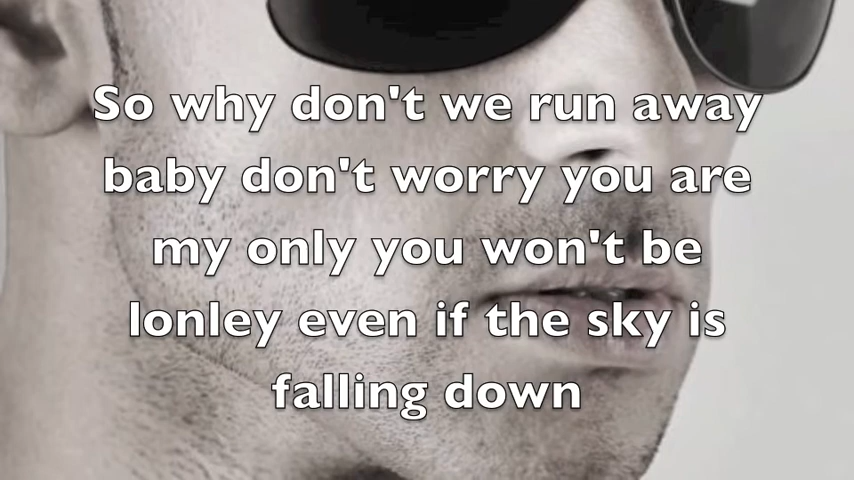 So why don't we run away
baby don't worry you are
my only you won't be
lonley even if the sky is
falling down